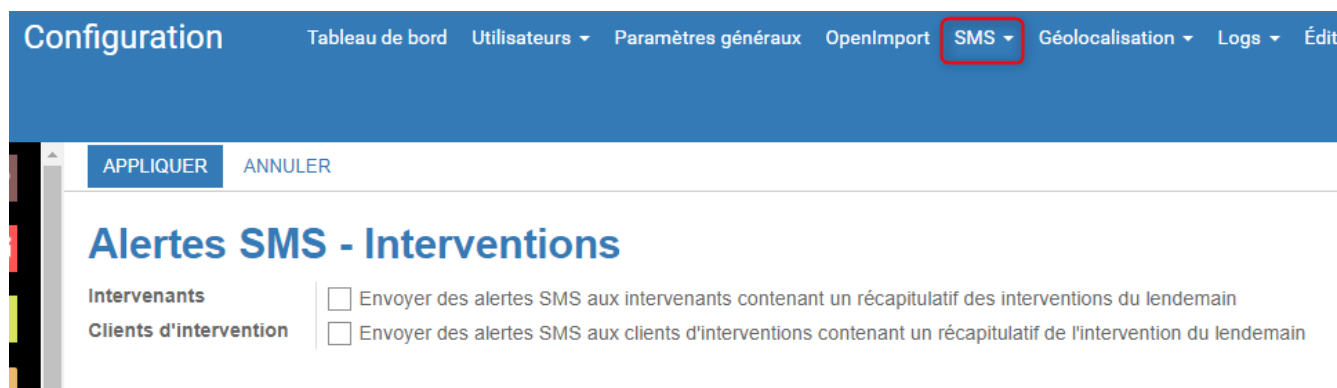 Configuration Tableau de bord Utilisateurs Paramètres généraux OpenImport SMS Géolocalisation Logs Édit
APPLIQUER ANNULER
Alertes SMS - Interventions
Intervenants Envoyer des alertes SMS aux intervenants contenant un récapitulatif des interventions du lendemain
Clients d'intervention Envoyer des alertes SMS aux clients d'interventions contenant un récapitulatif de l'intervention du lendemain